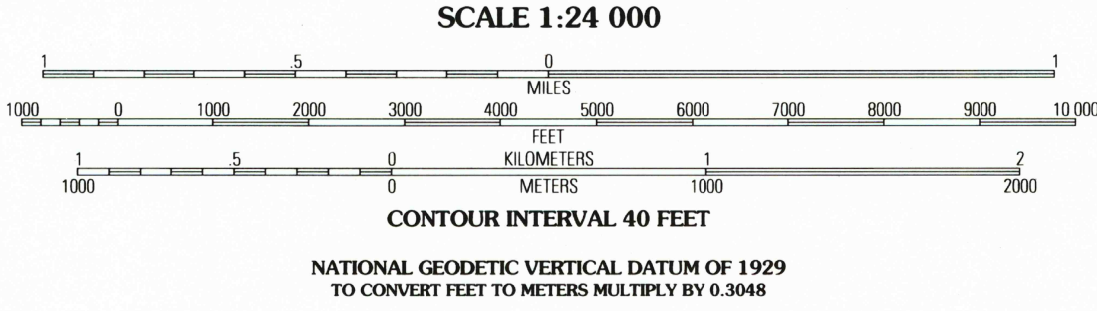 SCALE 1:24 000
1 .5 0 1
MILES
1000 0 1000 2000 3000 4000 5000 6000 7000 8000 9000 10 000
FEET
1 .5 0 KILOMETERS 1 2
1000 0 METERS 1000 2000
CONTOUR INTERVAL 40 FEET
NATIONAL GEODETIC VERTICAL DATUM OF 1929
TO CONVERT FEET TO METERS MULTIPLY BY 0.3048